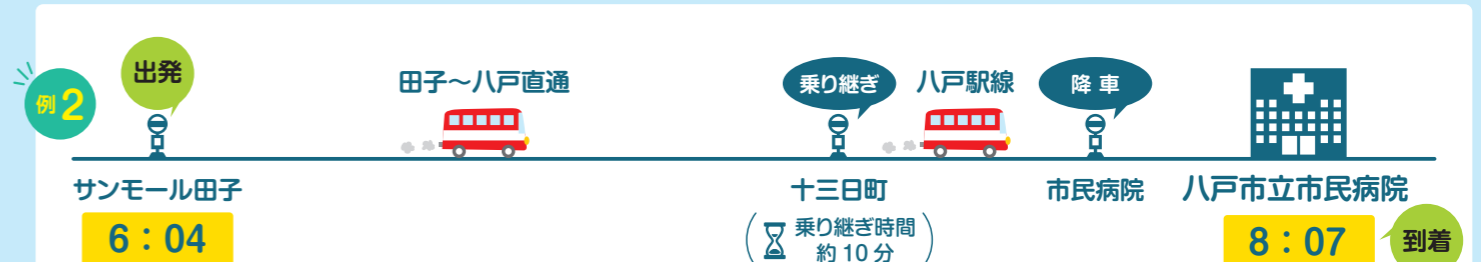 例2
出発
田子〜八戸直通
乗り継ぎ
八戸駅線
降車
サンモール田子
十三日町
市民病院
八戸市立市民病院
6：04
乗り継ぎ時間
約10分
8：07
到着